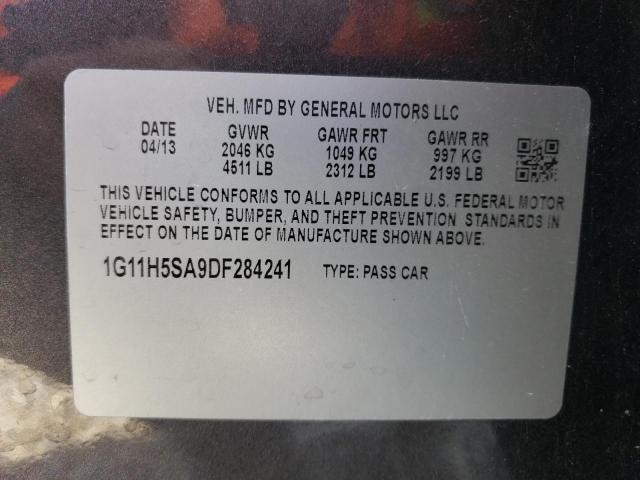 VEH. MFD BY GENERAL MOTORS LLC
DATE GVWR GAWR FRT GAWR RR
04/13 2046 KG 1049 KG 997 KG
4511 LB 2312 LB 2199 LB
THIS VEHICLE CONFORMS TO ALL APPLICABLE U.S. FEDERAL MOTOR
VEHICLE SAFETY, BUMPER, AND THEFT PREVENTION STANDARDS IN
EFFECT ON THE DATE OF MANUFACTURE SHOWN ABOVE.
1G11H5SA9DF284241 TYPE: PASS CAR